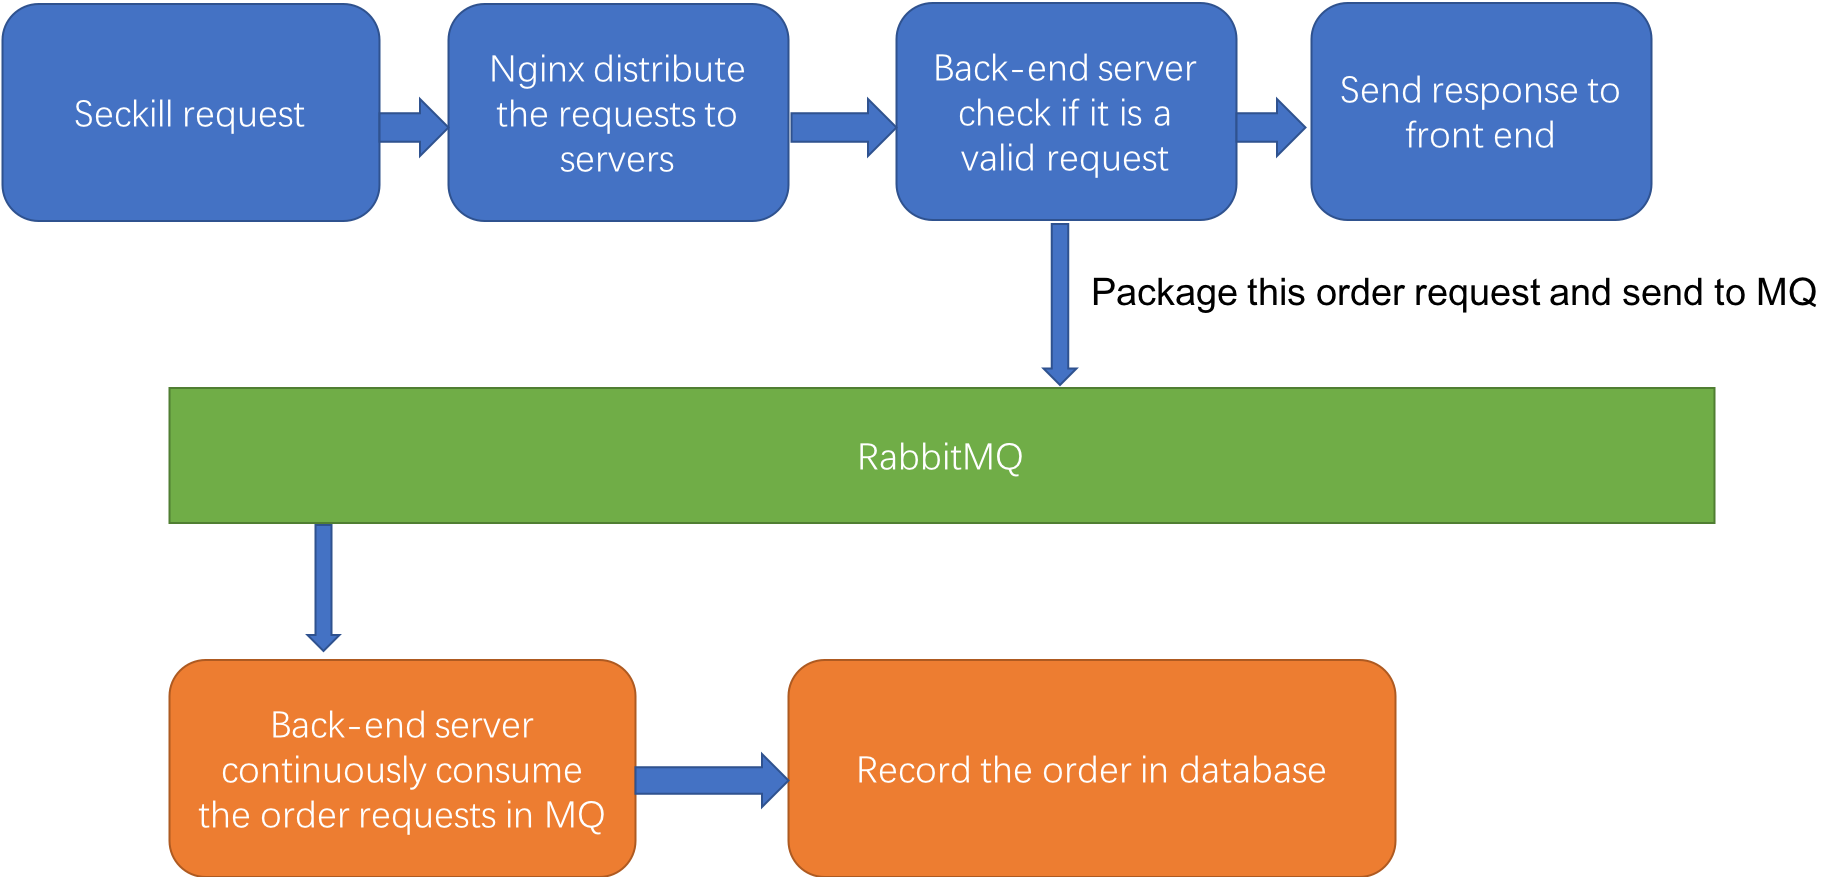 Seckill request
Nginx distribute
the requests to
servers
Back-end server
check if it is a
valid request
Send response to
front end
Package this order request and send to MQ
RabbitMQ
Back-end server
continuously consume
the order requests in MQ
Record the order in database